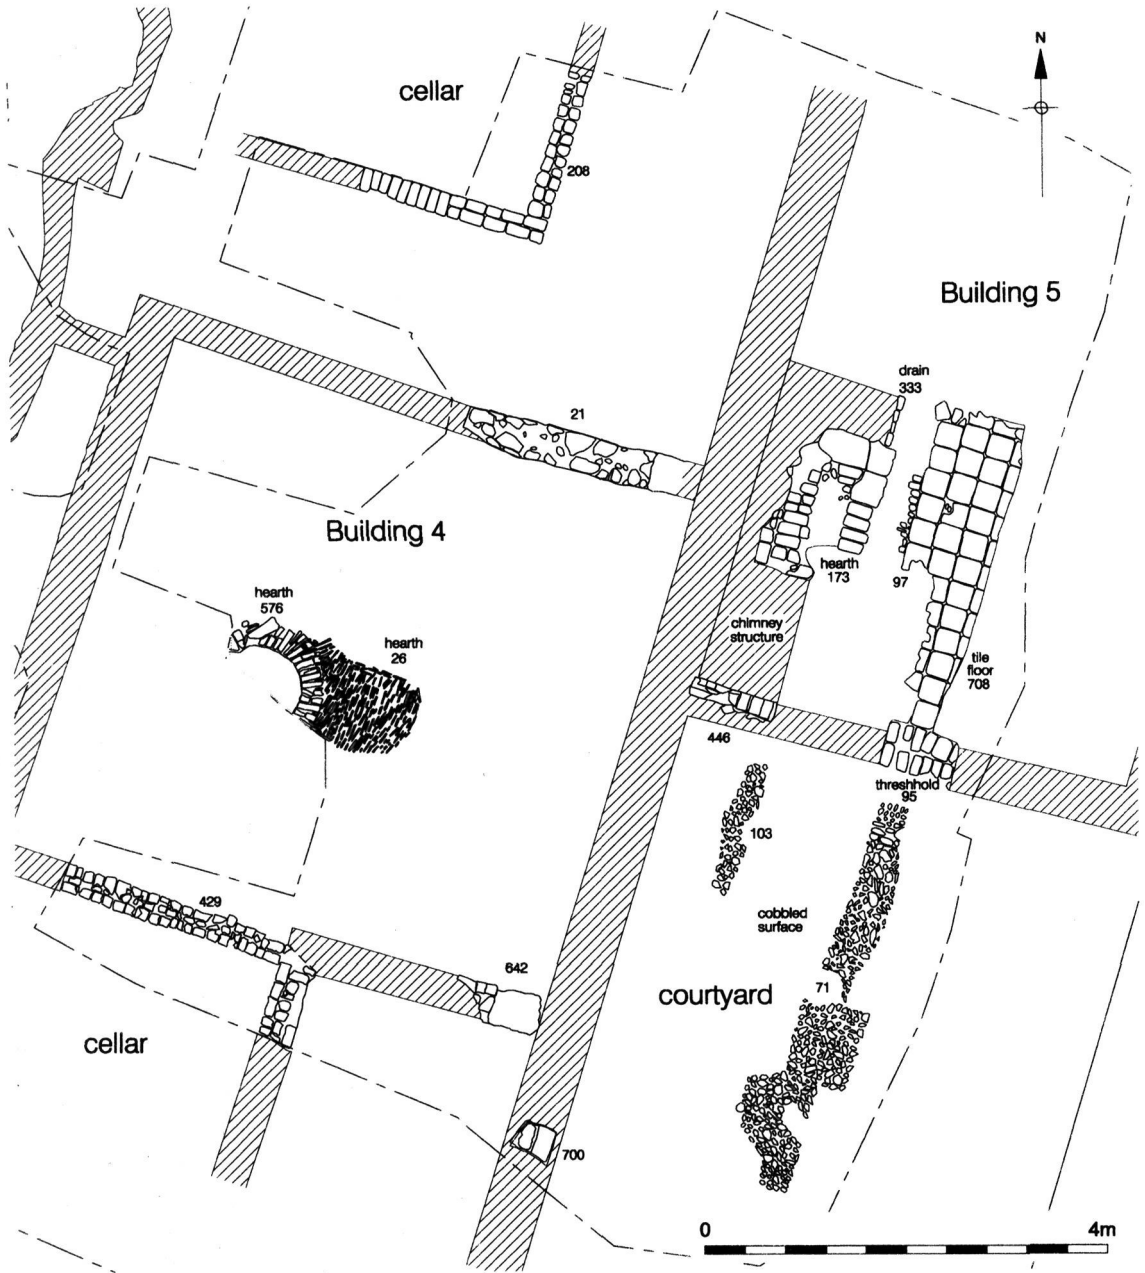 N
cellar
208
Building 5
drain
333
21
Building 4
hearth
173
97
hearth
576
hearth
26
chimney
structure
tile
floor
708
446
threshhold
95
103
429
cobbled
surface
642
71
courtyard
cellar
700
0 4m